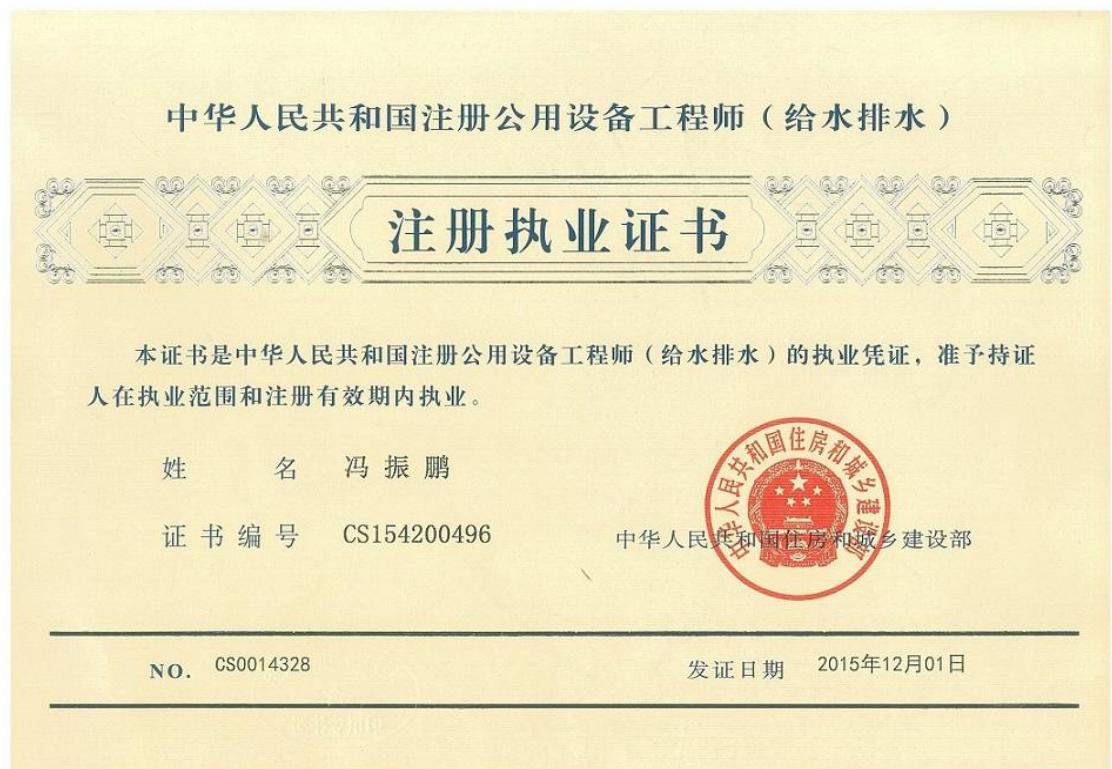 中华人民共和国注册公用设备工程师（给水排水）
注册执业证书
本证书是中华人民共和国注册公用设备工程师（给水排水）的执业凭证，准予持证
人在执业范围和注册有效期内执业。
姓名 冯振鹏
证书编号 CS154200496
中华人民共和国住房和城乡建设部
中华人民共和国住房和城乡建设部
NO. CS0014328
发证日期 2015年12月01日